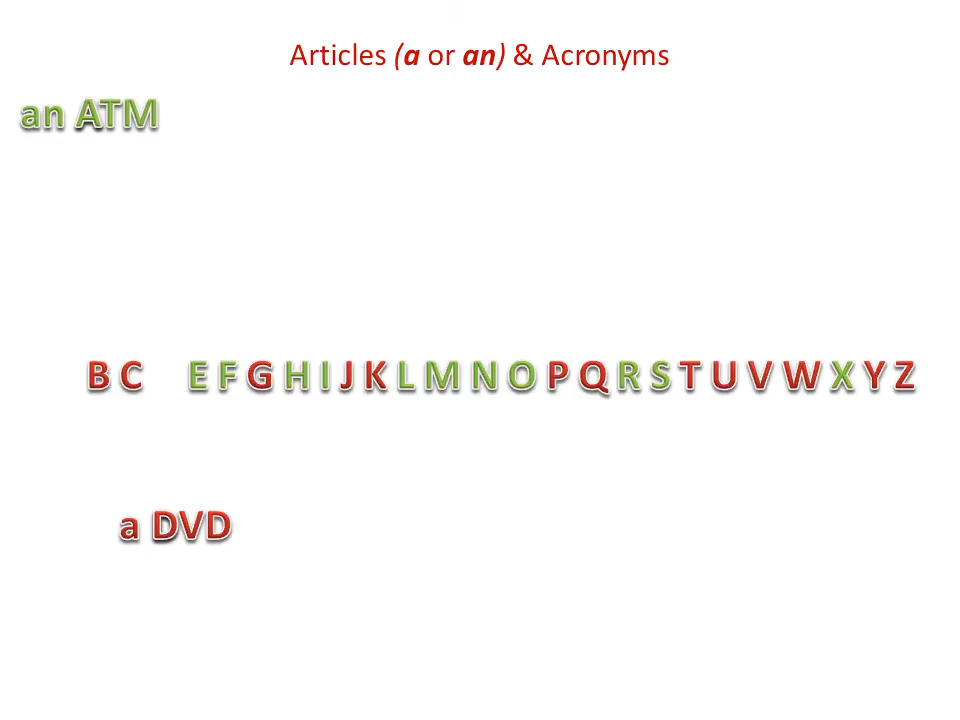 Articles (a or an) & Acronyms
an ATM
B C E F G H I J K L M N O P Q R S T U V W X Y Z
a DVD